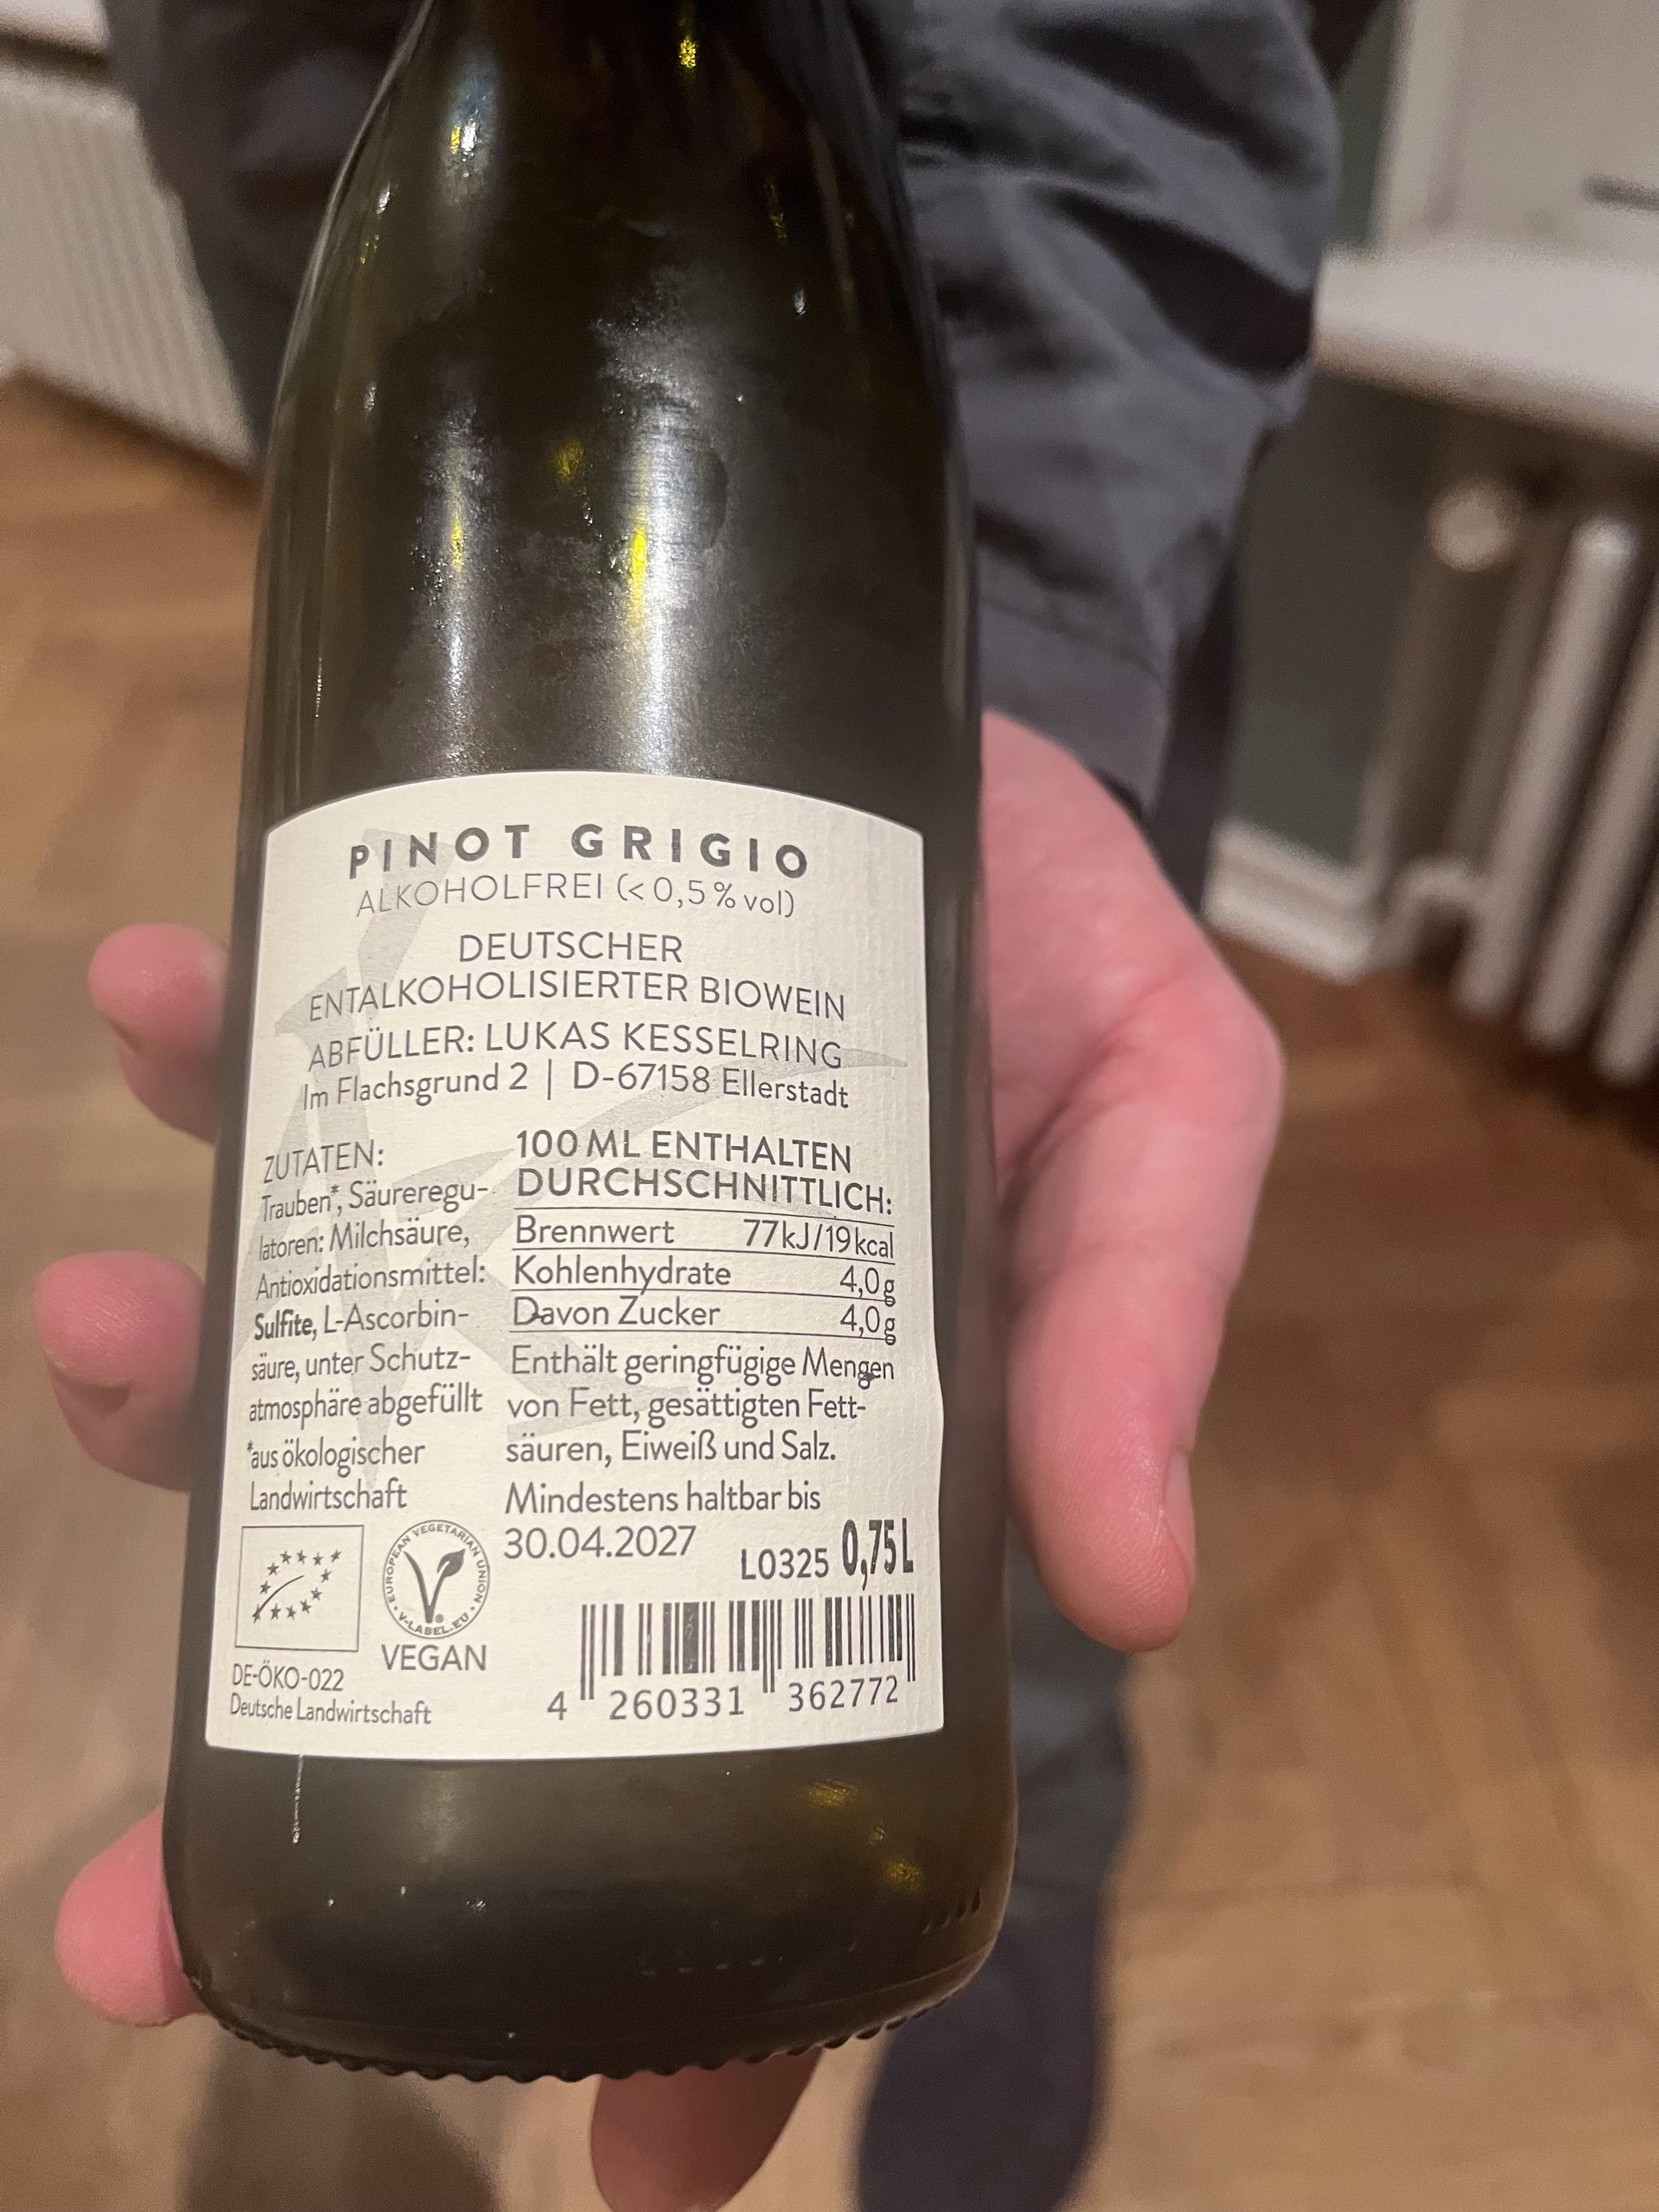 PINOT GRIGIO
ALKOHOLFREI (< 0,5 % vol)
DEUTSCHER
ENTALKOHOLISIERTER BIOWEIN
ABFÜLLER: LUKAS KESSELRING
Im Flachsgrund 2 | D-67158 Ellerstadt
ZUTATEN:
Trauben*, Säureregu-
latoren: Milchsäure,
Antioxidationsmittel:
Sulfite, L-Ascorbin-
säure, unter Schutz-
atmosphäre abgefüllt
*aus ökologischer
Landwirtschaft
100 ML ENTHALTEN
DURCHSCHNITTLICH:
Brennwert 77 kJ/19 kcal
Kohlenhydrate 4,0 g
Davon Zucker 4,0 g
Enthält geringfügige Mengen
von Fett, gesättigten Fett-
säuren, Eiweiß und Salz.
Mindestens haltbar bis
30.04.2027
L0325 0,75 L
EUROPEAN VEGETARIAN UNION
V-LABEL.EU
VEGAN
DE-ÖKO-022
Deutsche Landwirtschaft
4 260331 362772